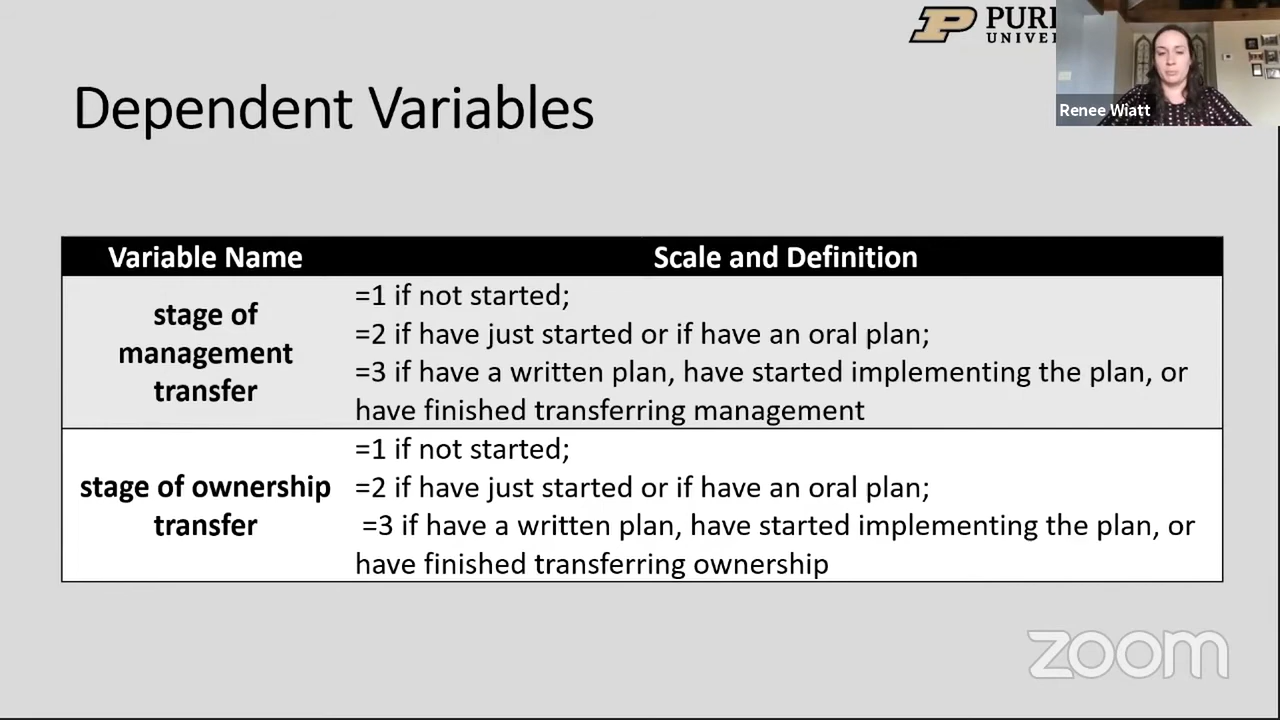 PUR
UNIVE
Renee Wiatt
Dependent Variables
Variable Name
Scale and Definition
stage of
management
transfer
=1 if not started;
=2 if have just started or if have an oral plan;
=3 if have a written plan, have started implementing the plan, or
have finished transferring management
stage of ownership
transfer
=1 if not started;
=2 if have just started or if have an oral plan;
=3 if have a written plan, have started implementing the plan, or
have finished transferring ownership
zoom